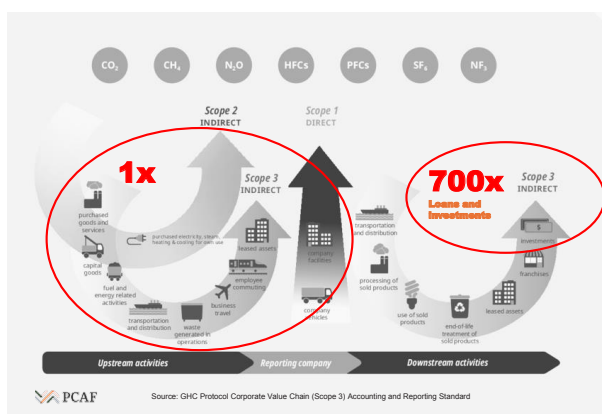 CO₂ CH₄ N₂O HFCs PFCs SF₆ NF₃
Scope 2
INDIRECT
Scope 1
DIRECT
1x
Scope 3
INDIRECT
700x
Loans and
Investments
Scope 3
INDIRECT
purchased
goods and
services
capital
goods
fuel and
energy related
activities
purchased electricity, steam,
heating & cooling for own use
transportation
and distribution
waste
generated in
operations
business
travel
employee
commuting
leased assets
company
facilities
company
vehicles
transportation
and distribution
processing of
sold products
use of sold
products
end-of-life
treatment of
sold products
leased assets
franchises
investments
Upstream activities
Reporting company
Downstream activities
PCAF
Source: GHC Protocol Corporate Value Chain (Scope 3) Accounting and Reporting Standard